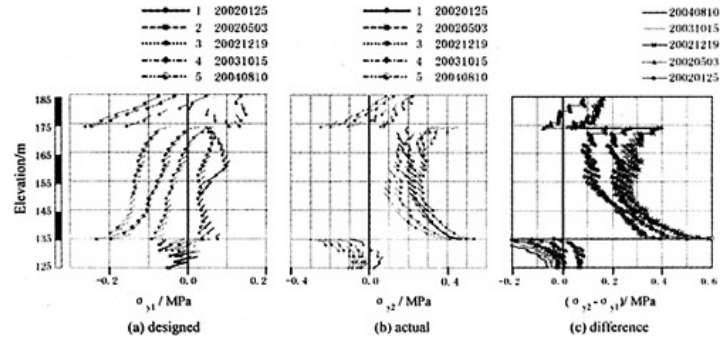 1 20020125
2 20020503
3 20021219
4 20031015
5 20040810
1 20020125
2 20020503
3 20021219
4 20031015
5 20040810
20040810
20031015
20021219
20020503
20020125
Elevation/m
185
175
165
155
145
135
125
-0.2 0.0 0.2
-0.4 0.0 0.4
-0.2 0.0 0.2 0.4 0.6
σy1 / MPa
σy2 / MPa
(σy2-σy1)/ MPa
(a) designed
(b) actual
(c) difference